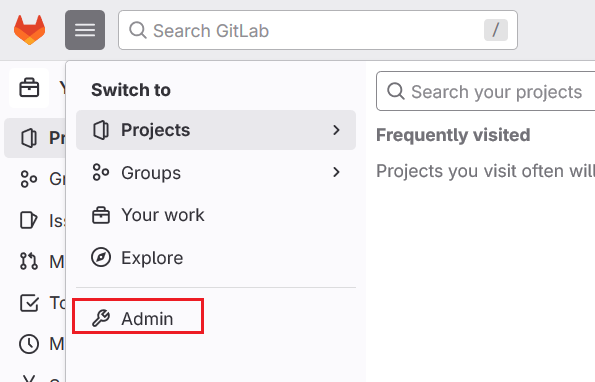 Search GitLab
/
Switch to
Projects
Groups
Your work
Explore
Admin
Search your projects
Frequently visited
Projects you visit often will